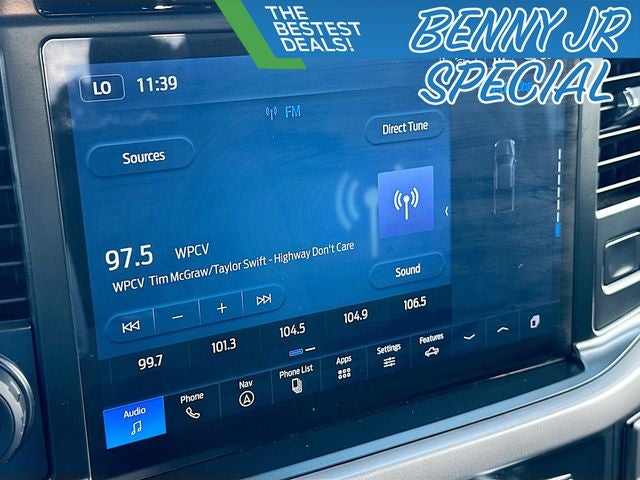 THE
BESTEST
DEALS!
BENNY JR
SPECIAL
LO 11:39
FM
Direct Tune
Sources
97.5 WPCV
WPCV Tim McGraw/Taylor Swift - Highway Don't Care
Sound
99.7 101.3 104.5 104.9 106.5
Audio Phone Nav Phone List Apps Settings Features